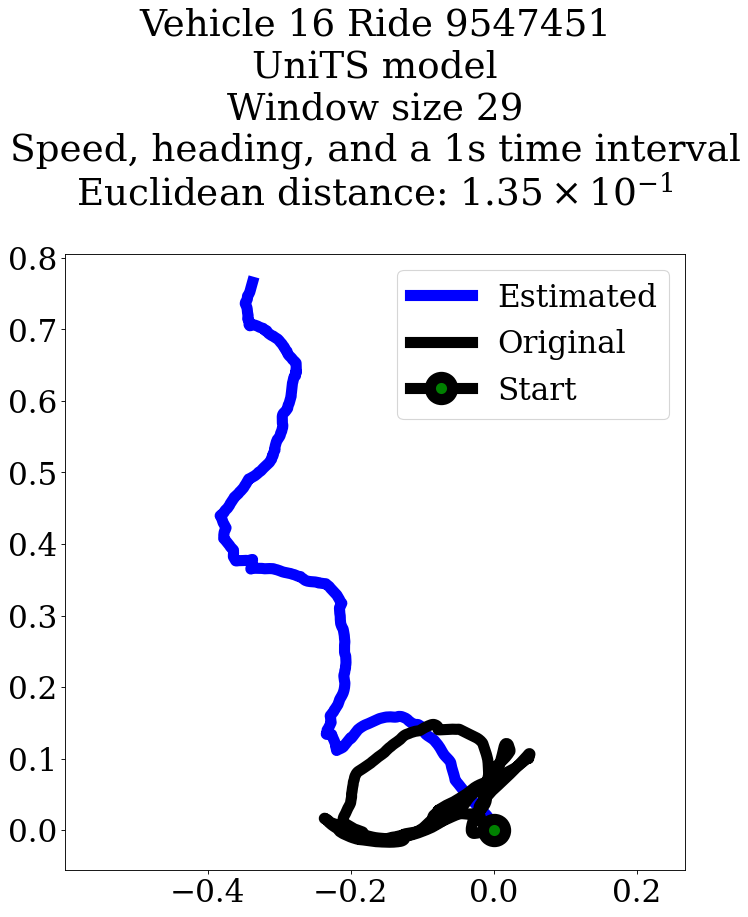 Vehicle 16 Ride 9547451
UniTS model
Window size 29
Speed, heading, and a 1s time interval
Euclidean distance: 1.35 × 10⁻¹
Estimated
Original
Start
0.8
0.7
0.6
0.5
0.4
0.3
0.2
0.1
0.0
−0.4 −0.2 0.0 0.2